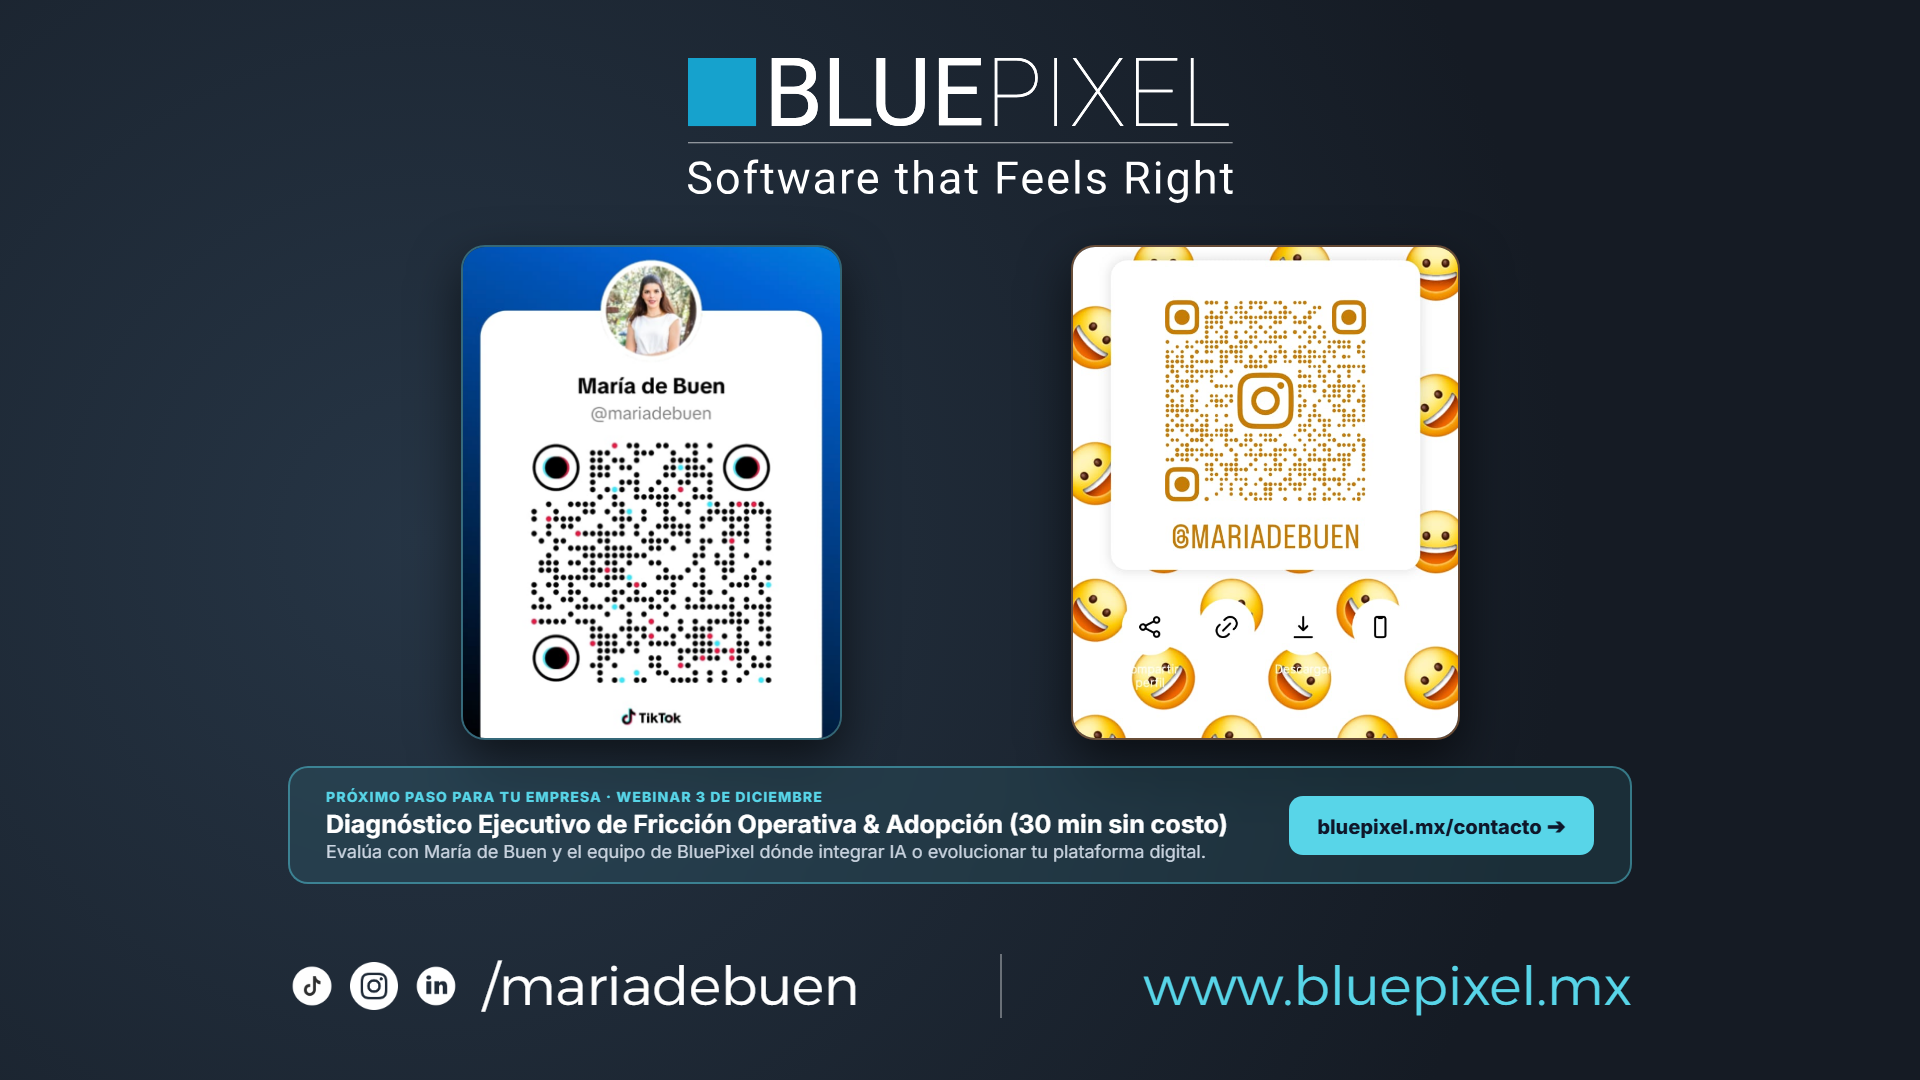 BLUEPIXEL
Software that Feels Right
María de Buen
@mariadebuen
TikTok
@MARIADEBUEN
perfil
Descargar
PRÓXIMO PASO PARA TU EMPRESA · WEBINAR 3 DE DICIEMBRE
Diagnóstico Ejecutivo de Fricción Operativa & Adopción (30 min sin costo)
Evalúa con María de Buen y el equipo de BluePixel dónde integrar IA o evolucionar tu plataforma digital.
bluepixel.mx/contacto ➔
/mariadebuen
www.bluepixel.mx